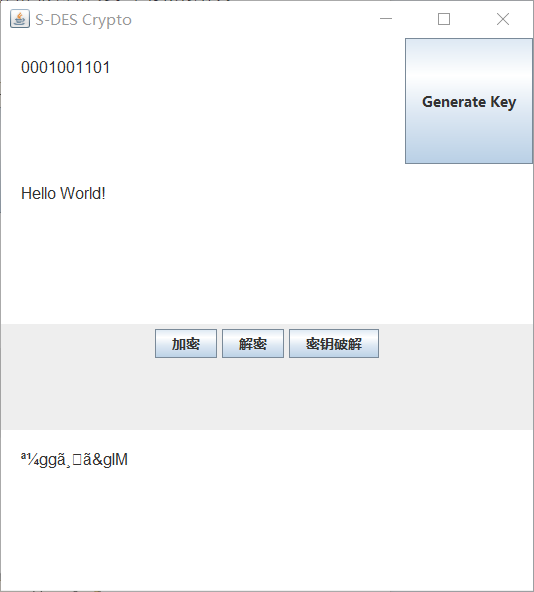 S-DES Crypto
0001001101
Generate Key
Hello World!
加密 解密 密钥破解
ª¼ggã¸□ã&glM